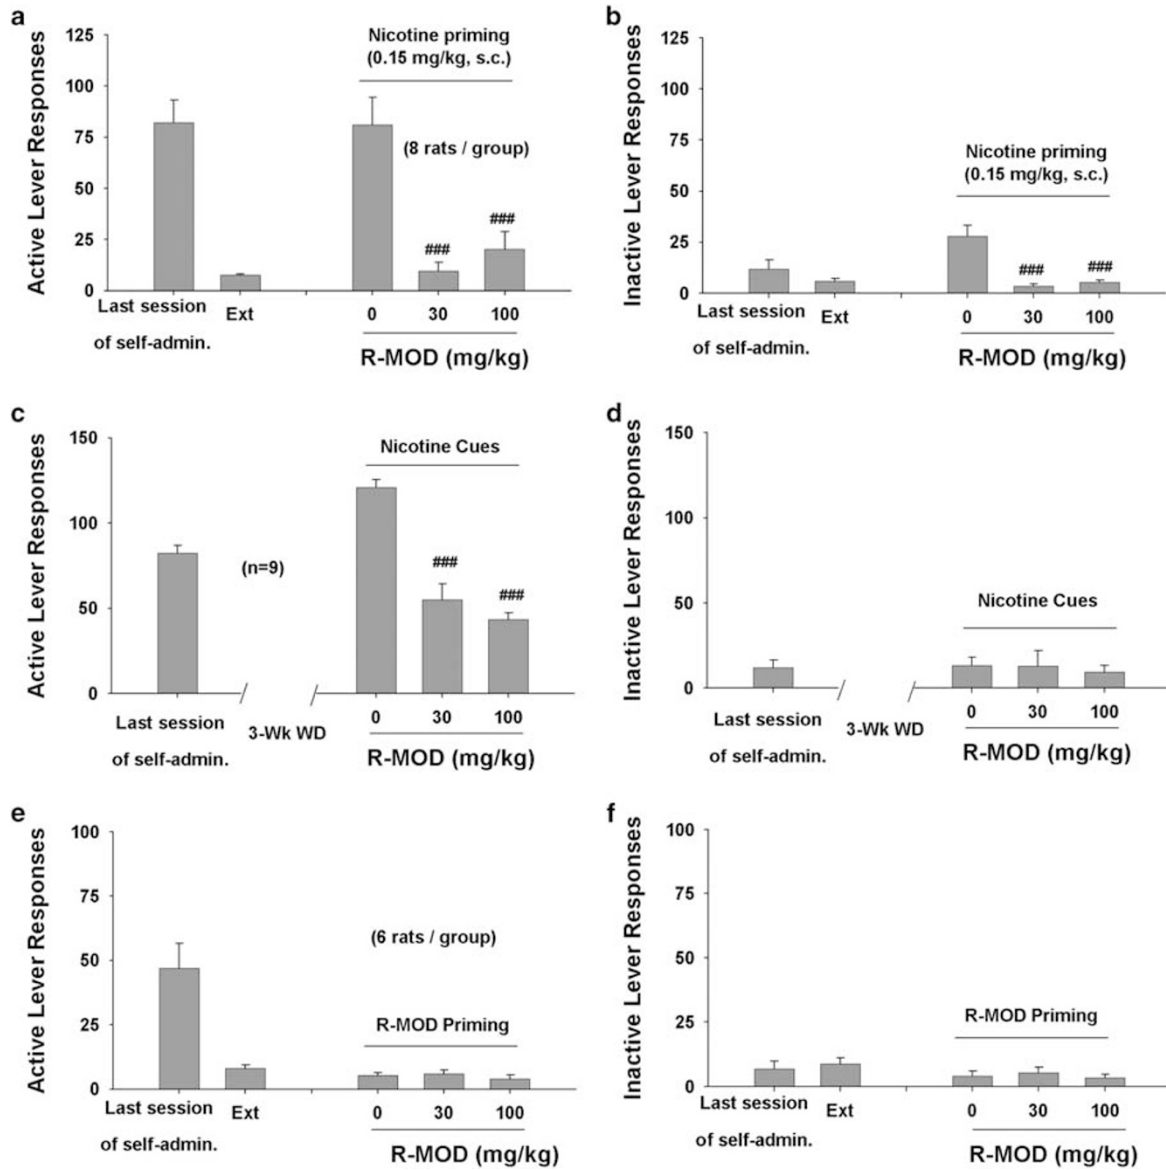 a
Active Lever Responses
125
100
75
50
25
0
Nicotine priming
(0.15 mg/kg, s.c.)
(8 rats / group)
###
###
Last session
of self-admin.
Ext
0 30 100
R-MOD (mg/kg)
b
Inactive Lever Responses
125
100
75
50
25
0
Nicotine priming
(0.15 mg/kg, s.c.)
###
###
Last session
of self-admin.
Ext
0 30 100
R-MOD (mg/kg)
c
Active Lever Responses
150
100
50
0
Nicotine Cues
(n=9)
###
###
Last session
of self-admin.
3-Wk WD
0 30 100
R-MOD (mg/kg)
d
Inactive Lever Responses
150
100
50
0
Nicotine Cues
Last session
of self-admin.
3-Wk WD
0 30 100
R-MOD (mg/kg)
e
Active Lever Responses
100
75
50
25
0
(6 rats / group)
R-MOD Priming
Last session
of self-admin.
Ext
0 30 100
R-MOD (mg/kg)
f
Inactive Lever Responses
100
75
50
25
0
R-MOD Priming
Last session
of self-admin.
Ext
0 30 100
R-MOD (mg/kg)